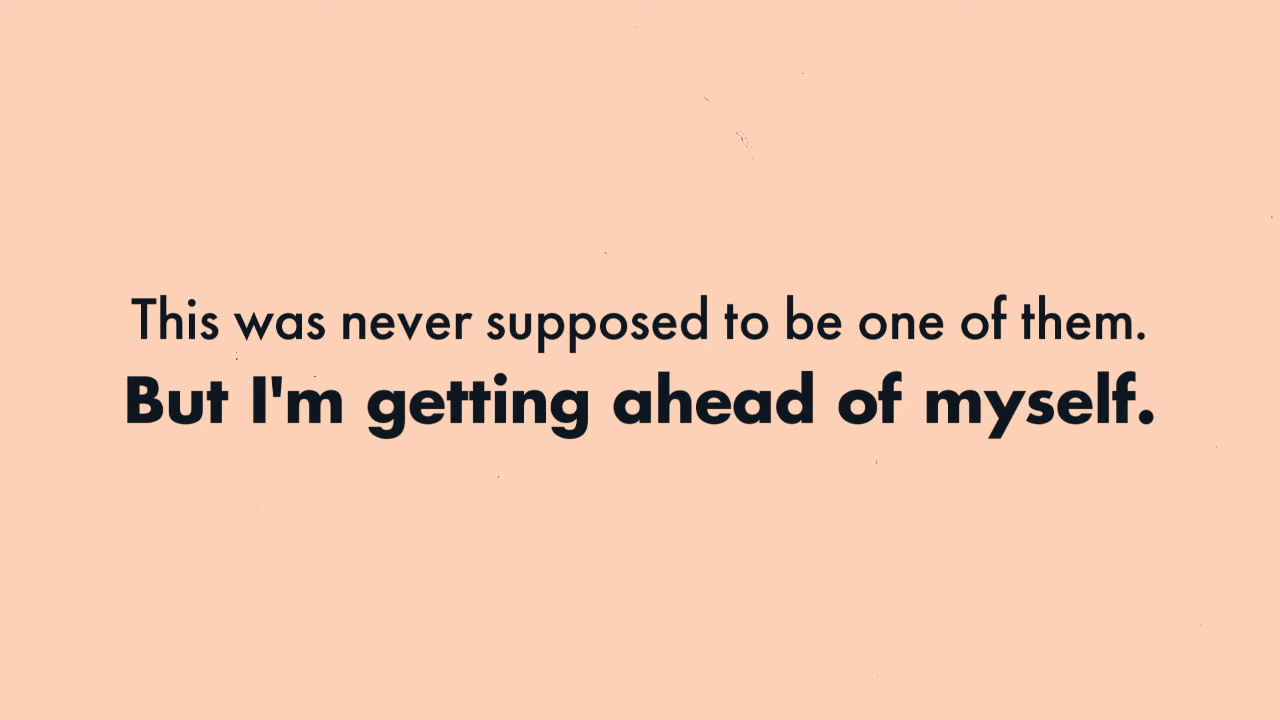 This was never supposed to be one of them.
But I'm getting ahead of myself.